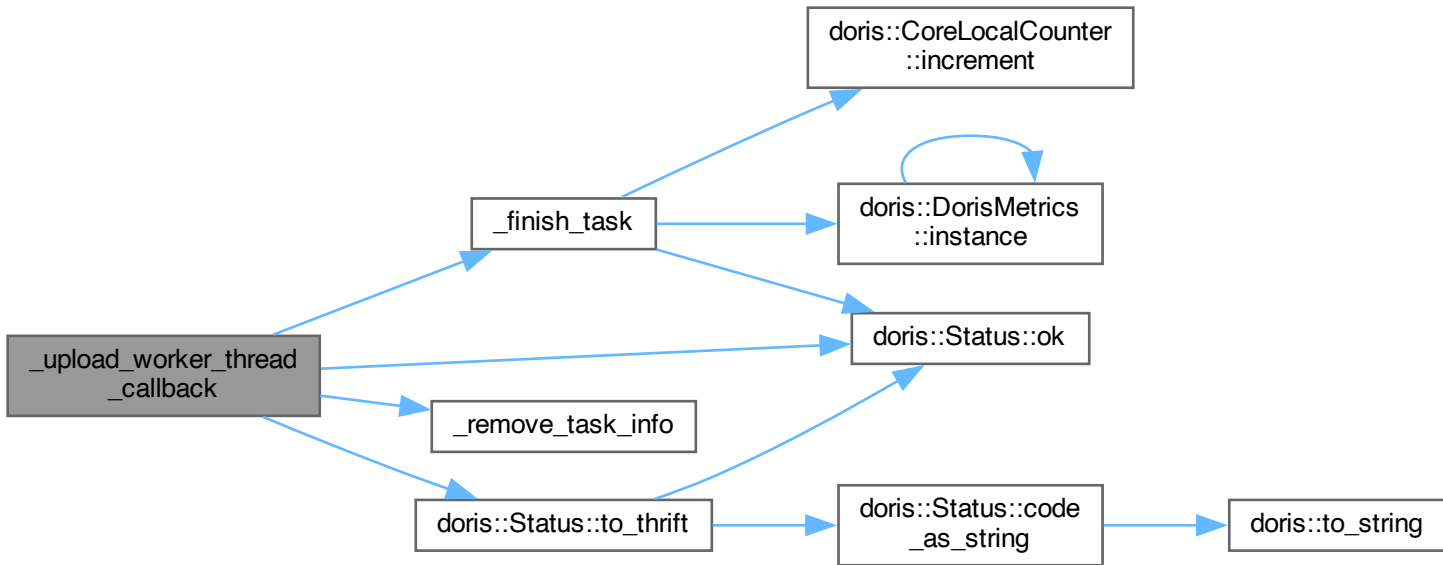 doris::CoreLocalCounter
::increment
_finish_task
doris::DorisMetrics
::instance
_upload_worker_thread
_callback
doris::Status::ok
_remove_task_info
doris::Status::to_thrift
doris::Status::code
_as_string
doris::to_string